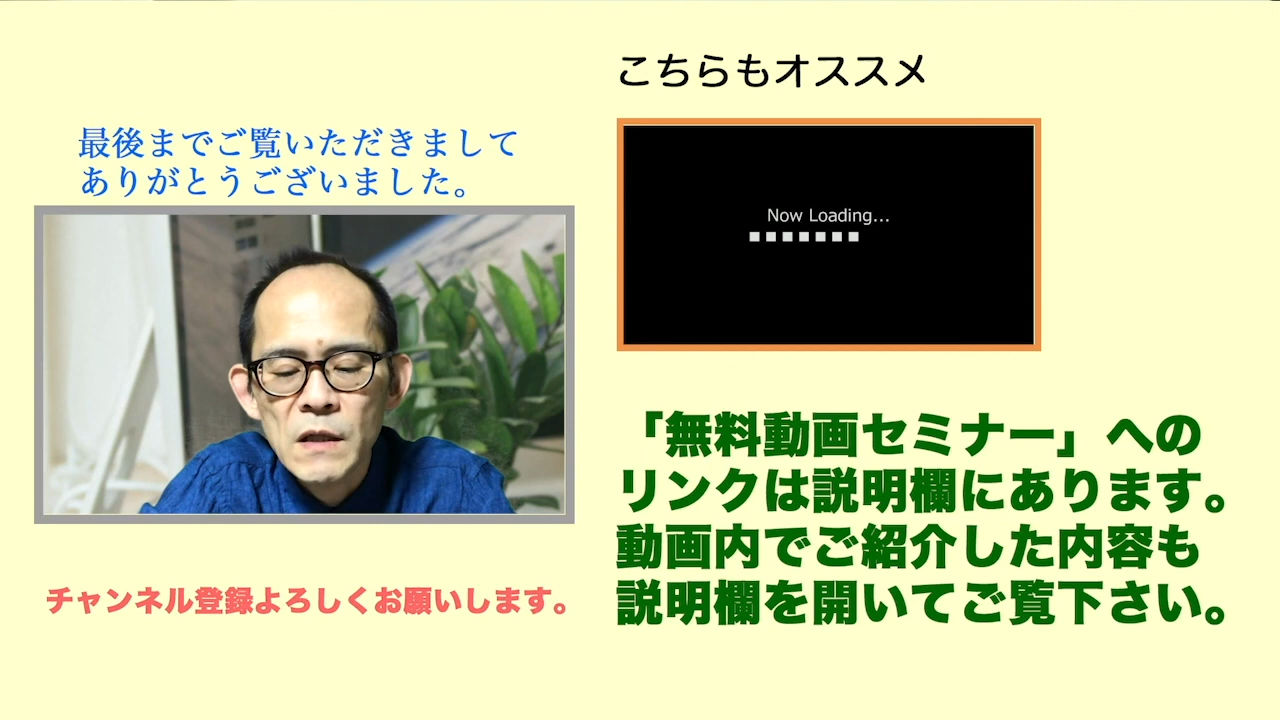 こちらもオススメ
最後までご覧いただきまして
ありがとうございました。
Now Loading...
「無料動画セミナー」への
リンクは説明欄にあります。
動画内でご紹介した内容も
説明欄を開いてご覧下さい。
チャンネル登録よろしくお願いします。